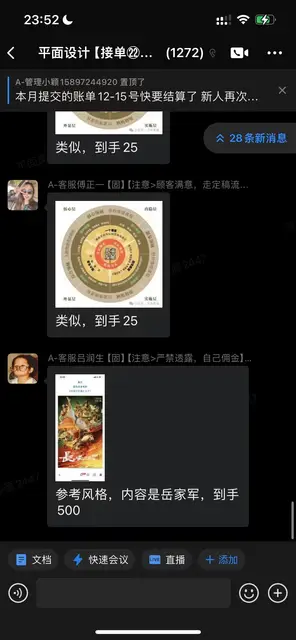 23:52
平面设计【接单㉒... (1272)
A-管理小颖15897244920 置顶了
本月提交的账单12-15号快要结算了 新人再次...
28条新消息
类似，到手25
A-客服傅正一【固】【注意>顾客满意，走定稿流...
类似，到手25
A-客服吕润生【固】【注意>严禁透露，自己佣金】...
参考风格，内容是岳家军，到手
500
文档
快速会议
直播
添加